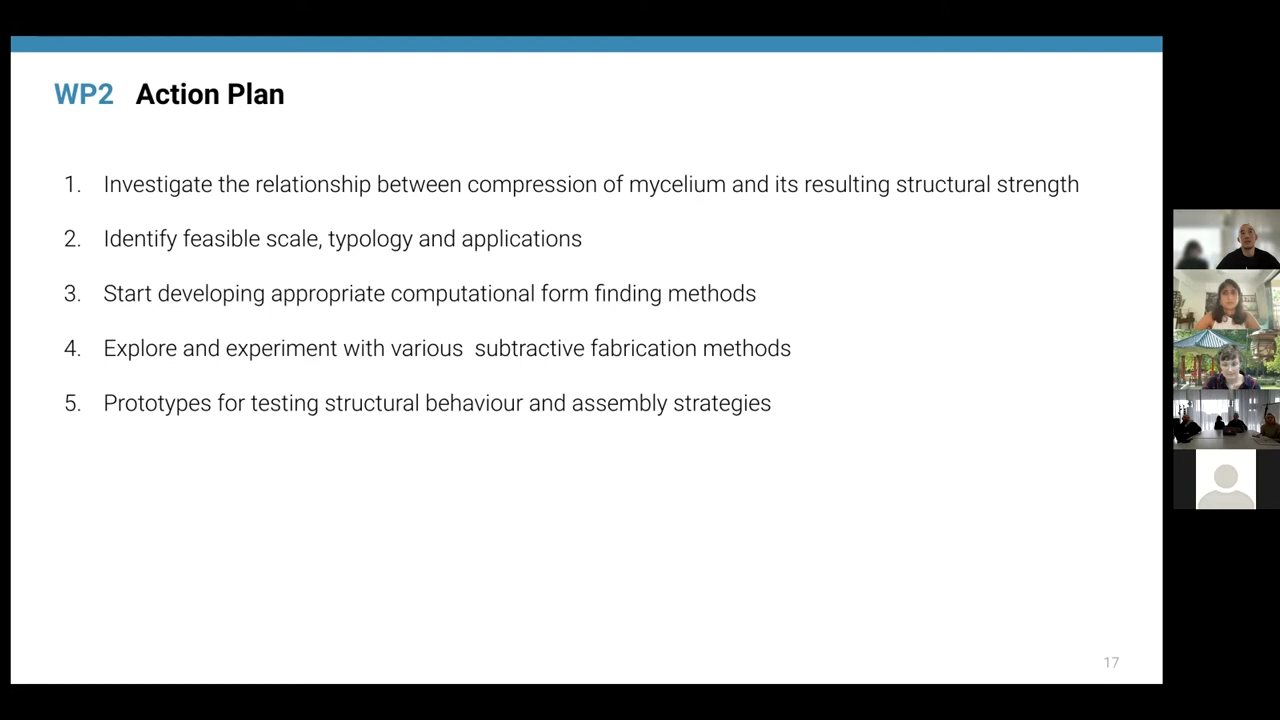 WP2 Action Plan
1. Investigate the relationship between compression of mycelium and its resulting structural strength
2. Identify feasible scale, typology and applications
3. Start developing appropriate computational form finding methods
4. Explore and experiment with various  subtractive fabrication methods
5. Prototypes for testing structural behaviour and assembly strategies
17